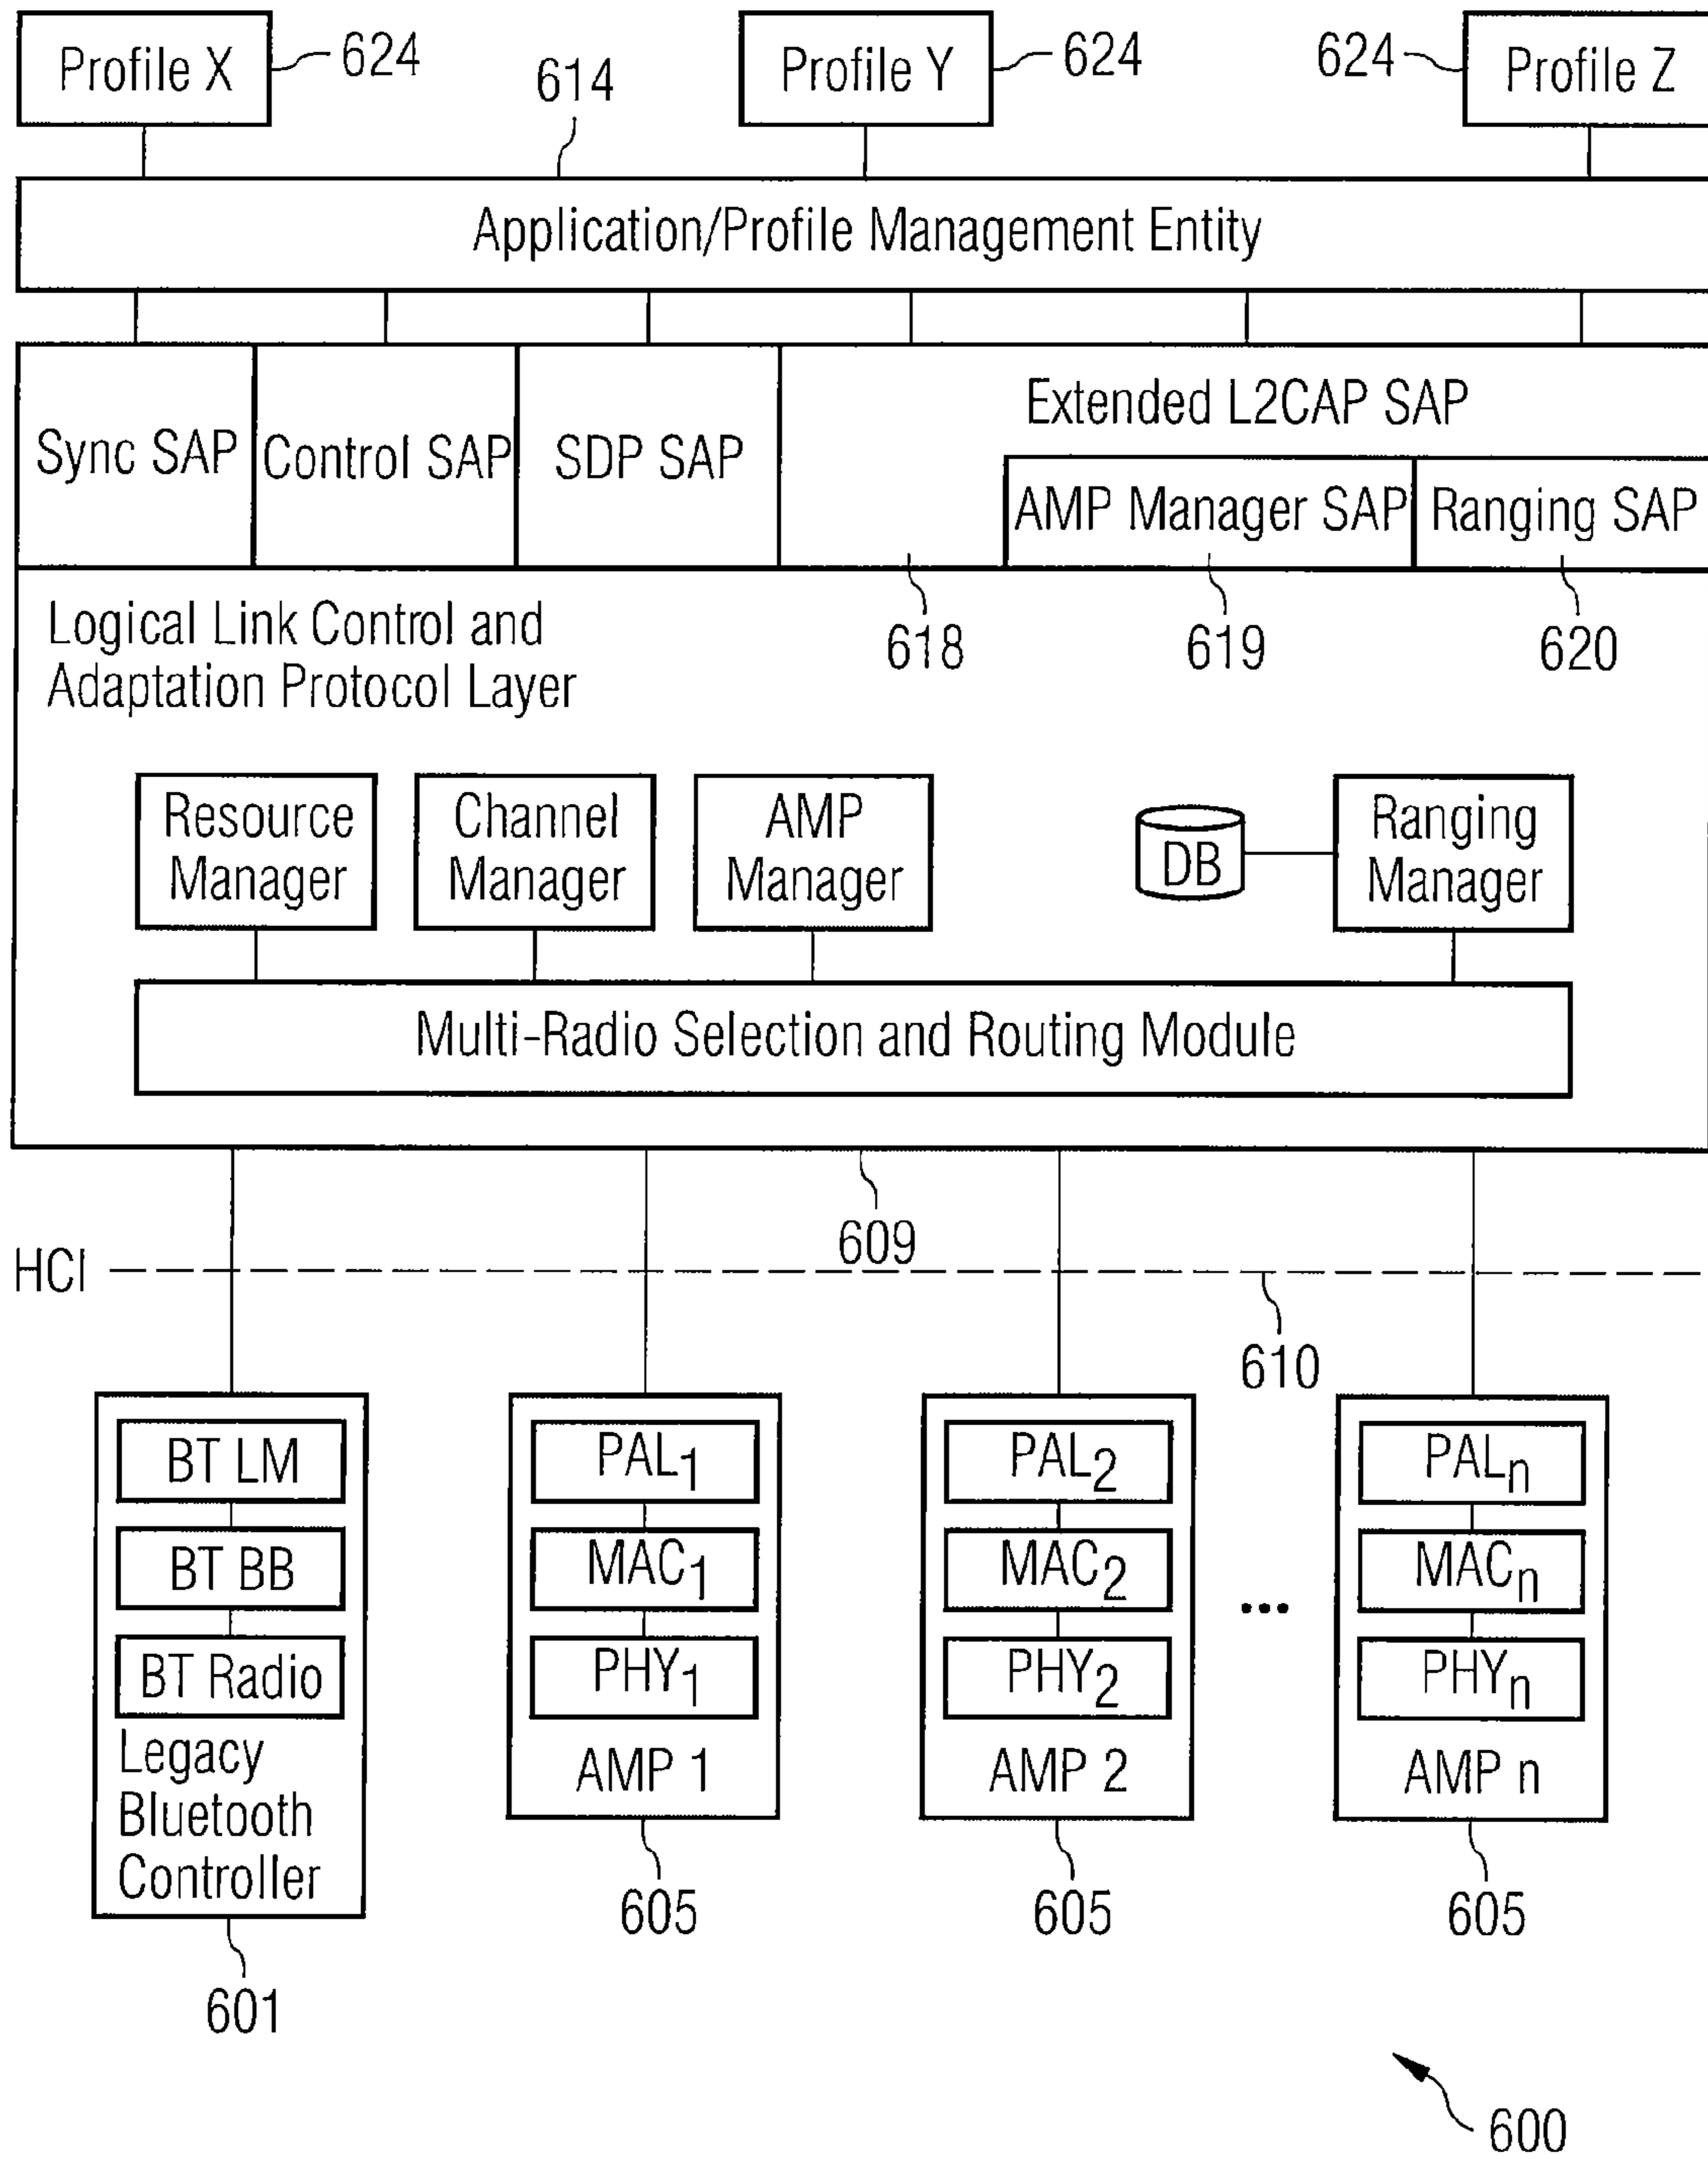 Profile X
624
614
Profile Y
624
624
Profile Z
Application/Profile Management Entity
Sync SAP
Control SAP
SDP SAP
Extended L2CAP SAP
AMP Manager SAP
Ranging SAP
618
619
620
Logical Link Control and
Adaptation Protocol Layer
Resource
Manager
Channel
Manager
AMP
Manager
DB
Ranging
Manager
Multi-Radio Selection and Routing Module
609
HCI
610
BT LM
BT BB
BT Radio
Legacy
Bluetooth
Controller
601
PAL1
MAC1
PHY1
AMP 1
605
PAL2
MAC2
PHY2
AMP 2
605
...
PALn
MACn
PHYn
AMP n
605
600